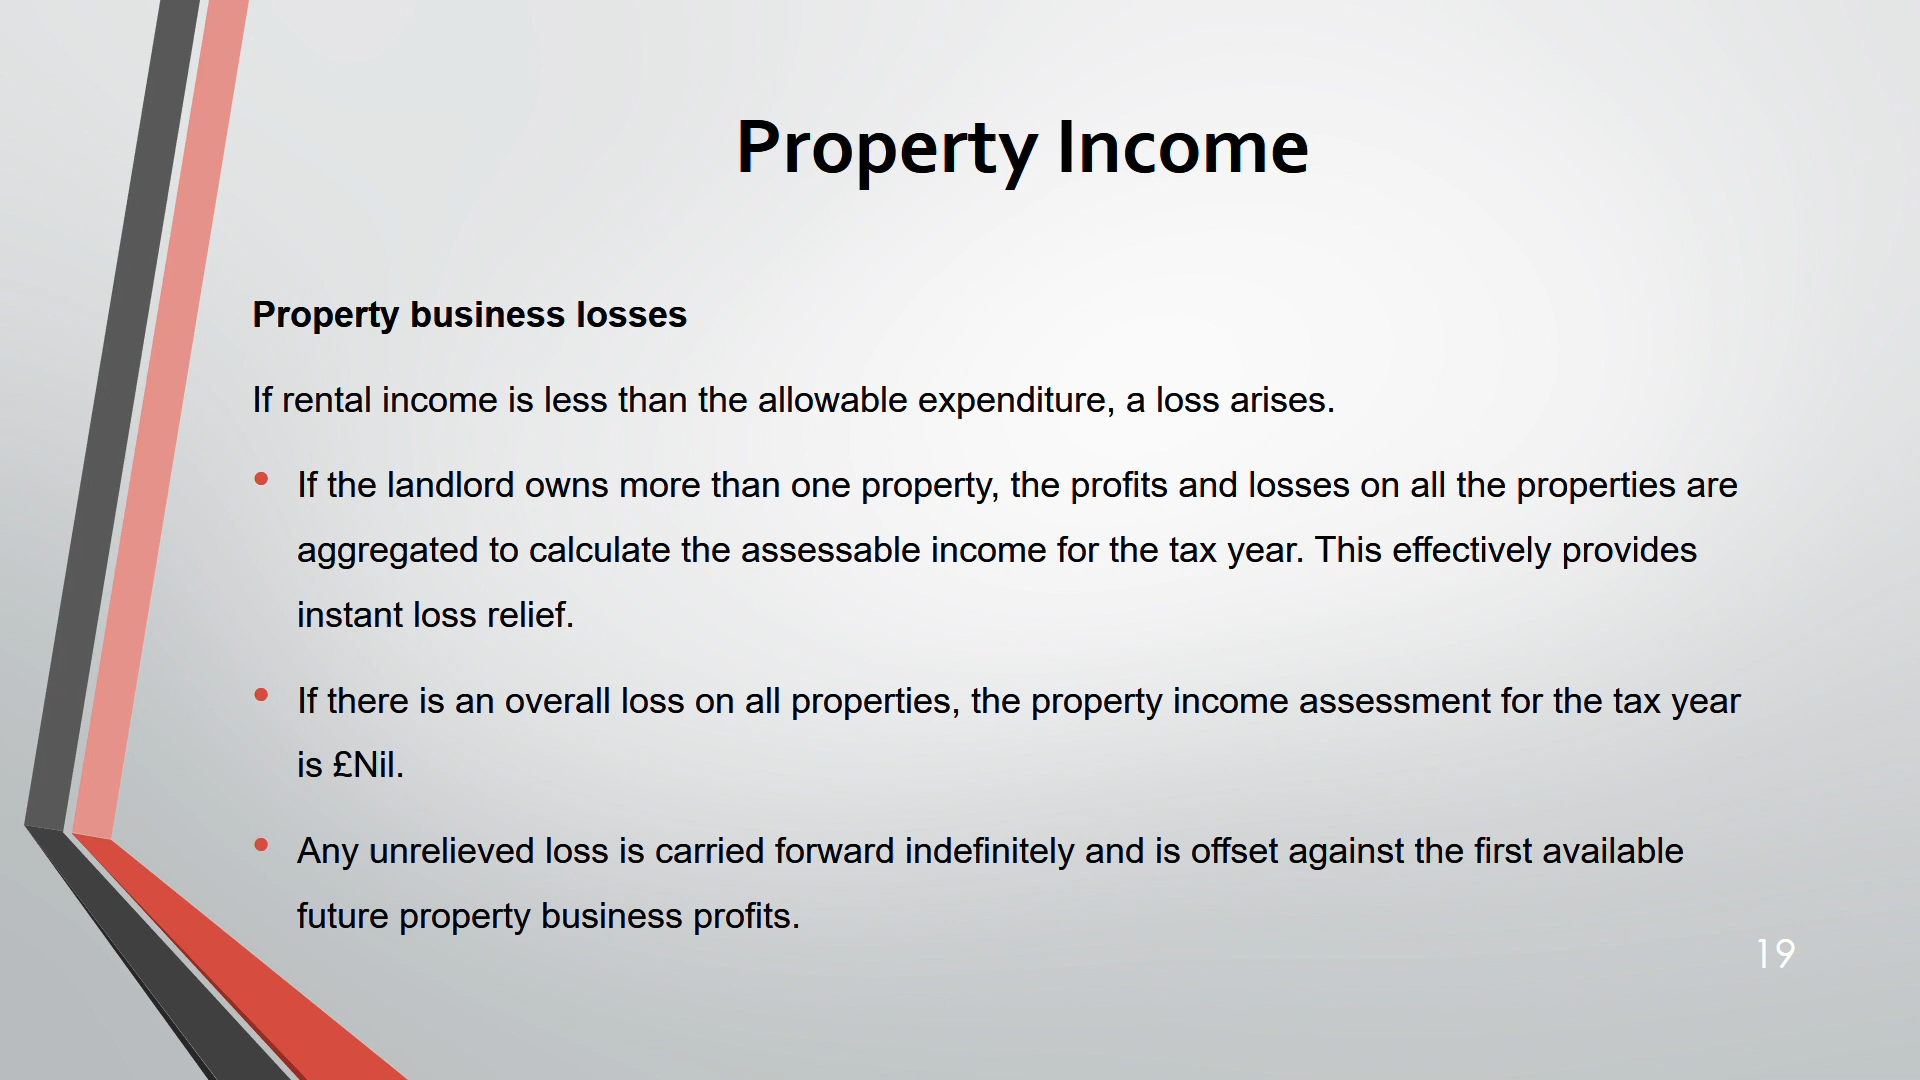 Property Income
Property business losses
If rental income is less than the allowable expenditure, a loss arises.
• If the landlord owns more than one property, the profits and losses on all the properties are
aggregated to calculate the assessable income for the tax year. This effectively provides
instant loss relief.
• If there is an overall loss on all properties, the property income assessment for the tax year
is £Nil.
• Any unrelieved loss is carried forward indefinitely and is offset against the first available
future property business profits.
19